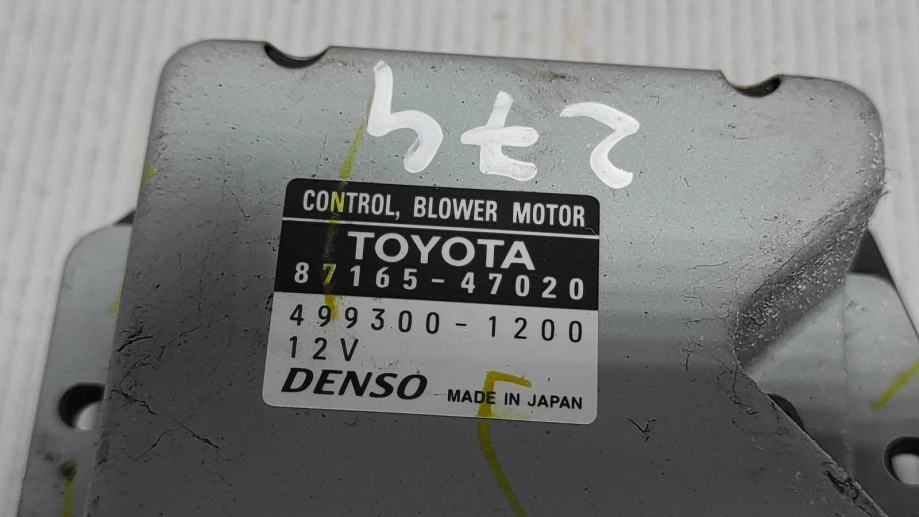 CONTROL, BLOWER MOTOR
TOYOTA
87165-47020
499300-1200
12V
DENSO MADE IN JAPAN